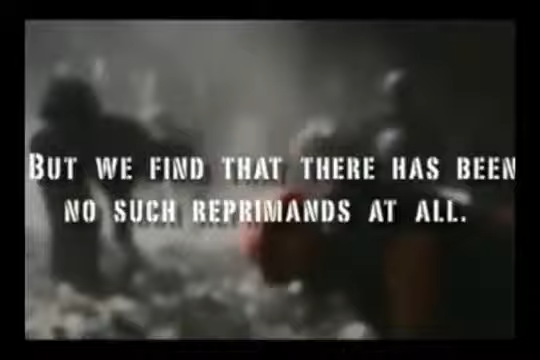 BUT WE FIND THAT THERE HAS BEEN
NO SUCH REPRIMANDS AT ALL.